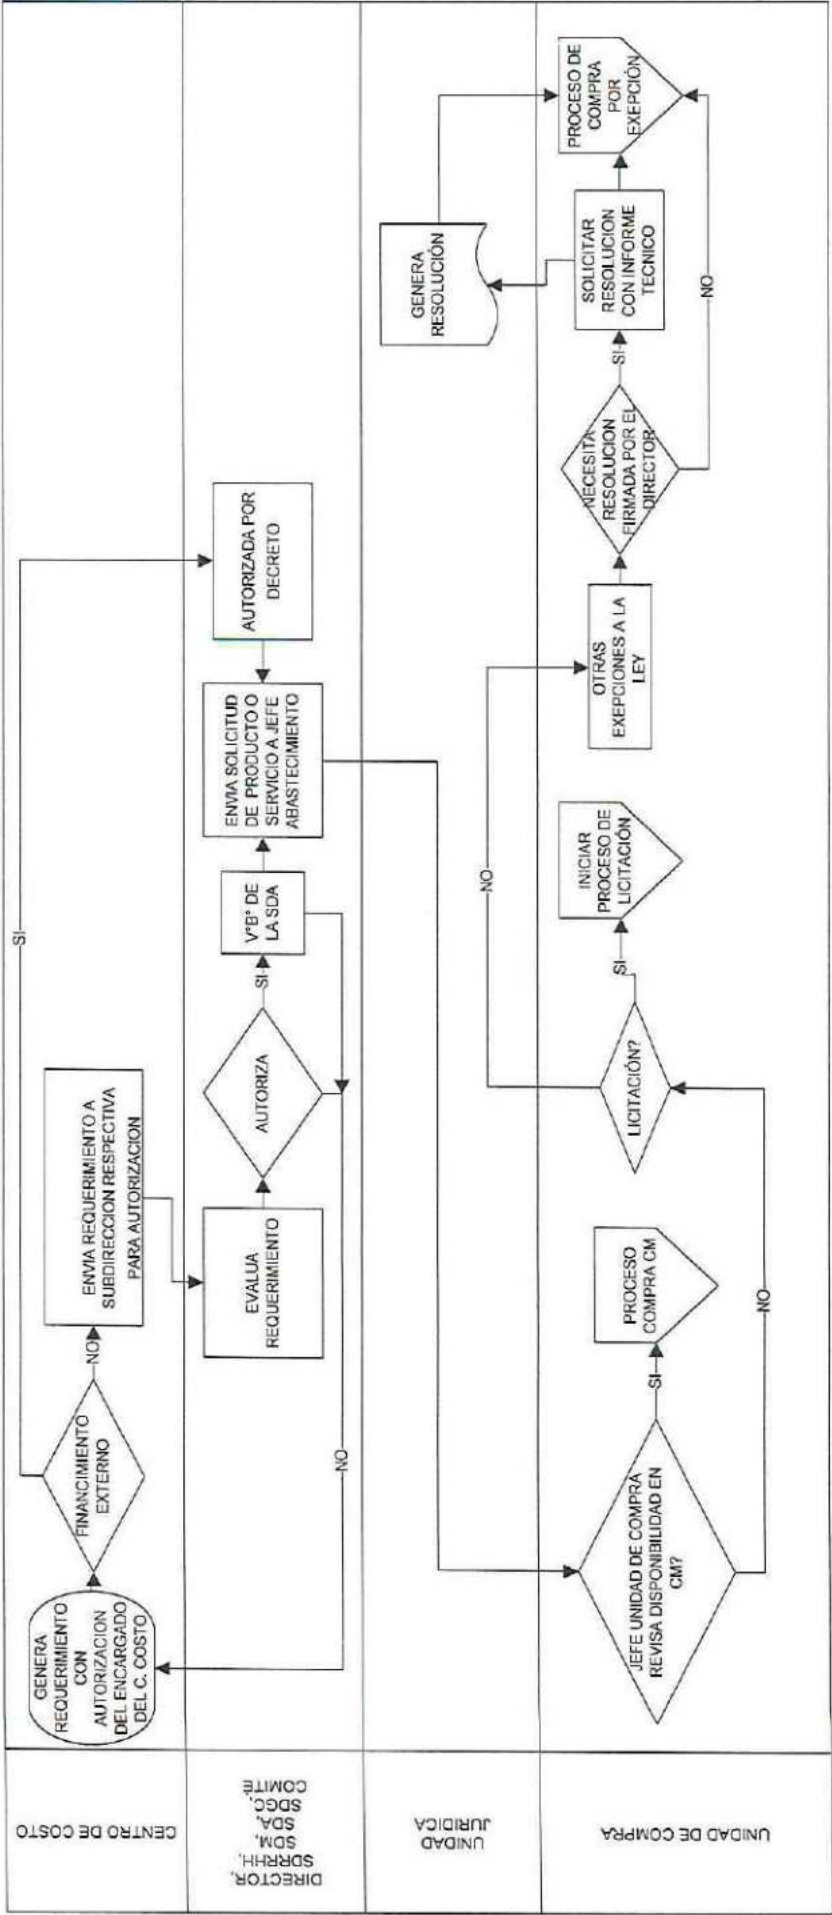 CENTRO DE COSTO
GENERA
REQUERIMIENTO
CON
AUTORIZACION
DEL ENCARGADO
DEL C. COSTO
FINANCIMIENTO
EXTERNO
SI
NO
ENVIA REQUERIMIENTO A
SUBDIRECCION RESPECTIVA
PARA AUTORIZACION
DIRECTOR,
SDRRHH,
SDM,
SDA,
SDGC,
COMITÉ
EVALUA
REQUERIMIENTO
AUTORIZA
SI
NO
V°B° DE
LA SDA
ENVIA SOLICITUD
DE PRODUCTO O
SERVICIO A JEFE
ABASTECIMIENTO
AUTORIZADA POR
DECRETO
UNIDAD
JURIDICA
GENERA
RESOLUCIÓN
UNIDAD DE COMPRA
JEFE UNIDAD DE COMPRA
REVISA DISPONIBILIDAD EN
CM?
SI
NO
PROCESO
COMPRA CM
LICITACIÓN?
SI
NO
INICIAR
PROCESO DE
LICITACIÓN
OTRAS
EXEPCIONES A LA
LEY
NECESITA
RESOLUCION
FIRMADA POR EL
DIRECTOR
SI
NO
SOLICITAR
RESOLUCION
CON INFORME
TECNICO
PROCESO DE
COMPRA
POR
EXEPCIÓN